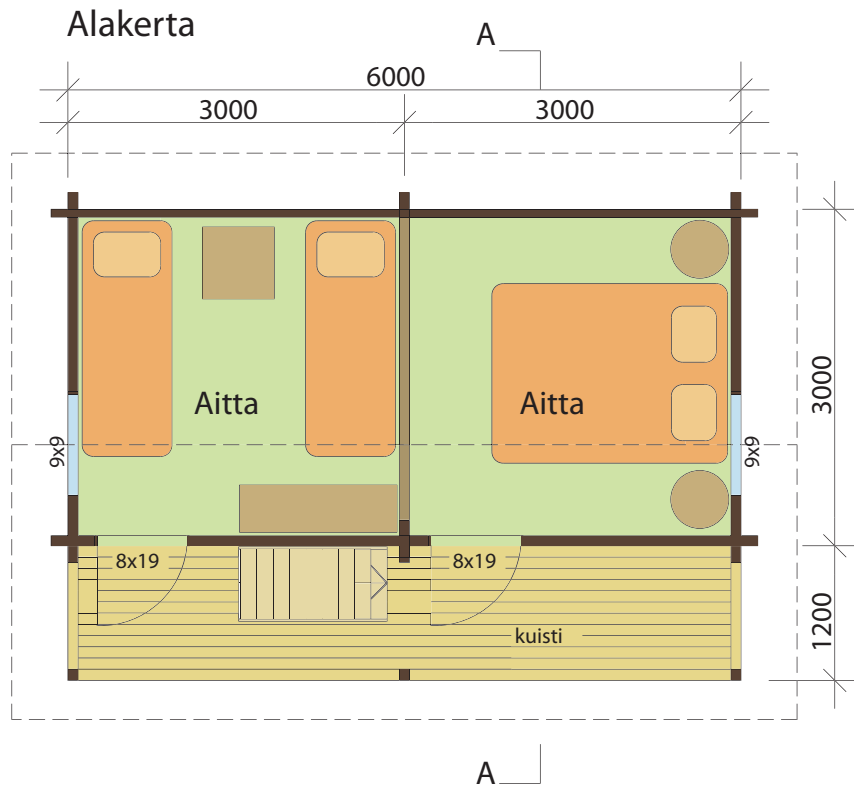 Alakerta
A
6000
3000 3000
Aitta Aitta
3000
9x9 9x9
8x19 8x19
1200
kuisti
A